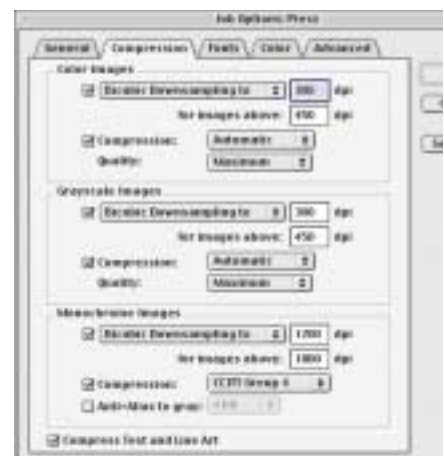 Job Options: Press
General Compression Fonts Color Advanced
Color Images
Bicubic Downsampling to 300 dpi
for images above: 450 dpi
Compression: Automatic
Quality: Maximum
Grayscale Images
Bicubic Downsampling to 300 dpi
for images above: 450 dpi
Compression: Automatic
Quality: Maximum
Monochrome Images
Bicubic Downsampling to 1200 dpi
for images above: 1800 dpi
Compression: CCITT Group 4
Anti-Alias to gray:
Compress Text and Line Art